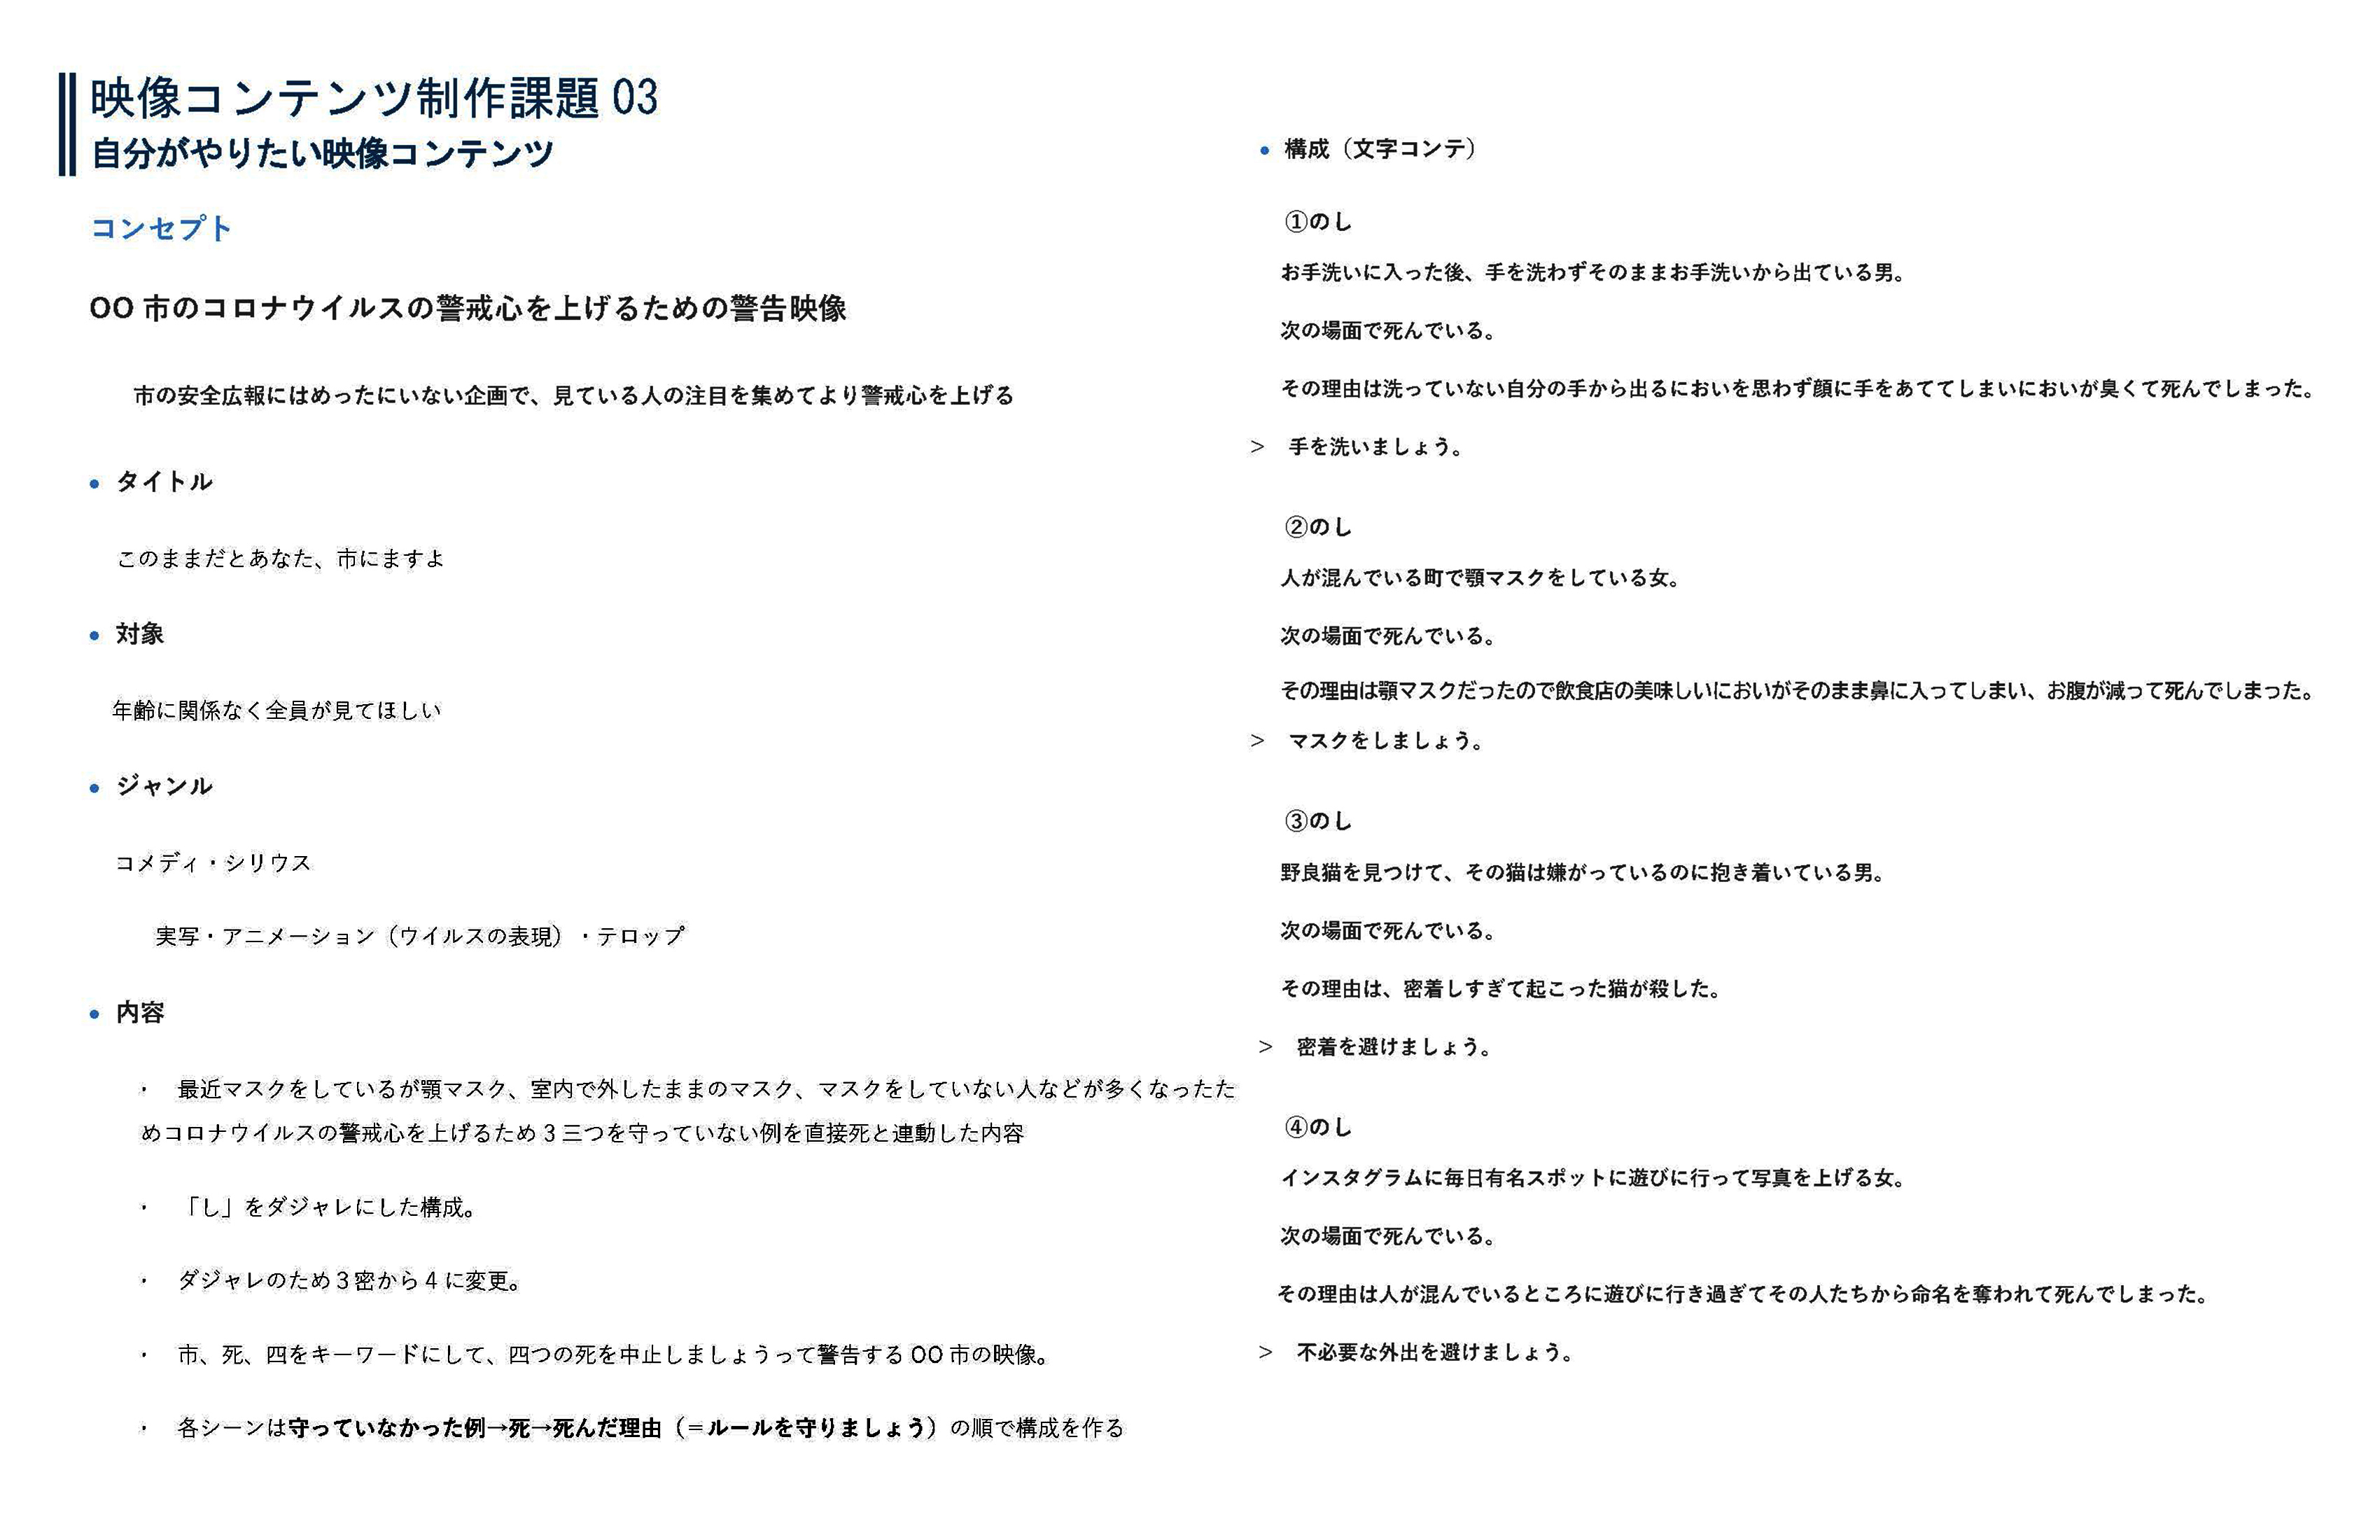 映像コンテンツ制作課題 03
自分がやりたい映像コンテンツ
コンセプト
OO 市のコロナウイルスの警戒心を上げるための警告映像
市の安全広報にはめったにいない企画で、見ている人の注目を集めてより警戒心を上げる
• タイトル
このままだとあなた、市にますよ
• 対象
年齢に関係なく全員が見てほしい
• ジャンル
コメディ・シリウス
実写・アニメーション（ウイルスの表現）・テロップ
• 内容
・ 最近マスクをしているが顎マスク、室内で外したままのマスク、マスクをしていない人などが多くなったた
めコロナウイルスの警戒心を上げるため 3 三つを守っていない例を直接死と連動した内容
・ 「し」をダジャレにした構成。
・ ダジャレのため 3 密から 4 に変更。
・ 市、死、四をキーワードにして、四つの死を中止しましょうって警告する OO 市の映像。
・ 各シーンは守っていなかった例→死→死んだ理由（＝ルールを守りましょう）の順で構成を作る
• 構成（文字コンテ）
①のし
お手洗いに入った後、手を洗わずそのままお手洗いから出ている男。
次の場面で死んでいる。
その理由は洗っていない自分の手から出るにおいを思わず顔に手をあててしまいにおいが臭くて死んでしまった。
> 手を洗いましょう。
②のし
人が混んでいる町で顎マスクをしている女。
次の場面で死んでいる。
その理由は顎マスクだったので飲食店の美味しいにおいがそのまま鼻に入ってしまい、お腹が減って死んでしまった。
> マスクをしましょう。
③のし
野良猫を見つけて、その猫は嫌がっているのに抱き着いている男。
次の場面で死んでいる。
その理由は、密着しすぎて起こった猫が殺した。
> 密着を避けましょう。
④のし
インスタグラムに毎日有名スポットに遊びに行って写真を上げる女。
次の場面で死んでいる。
その理由は人が混んでいるところに遊びに行き過ぎてその人たちから命名を奪われて死んでしまった。
> 不必要な外出を避けましょう。